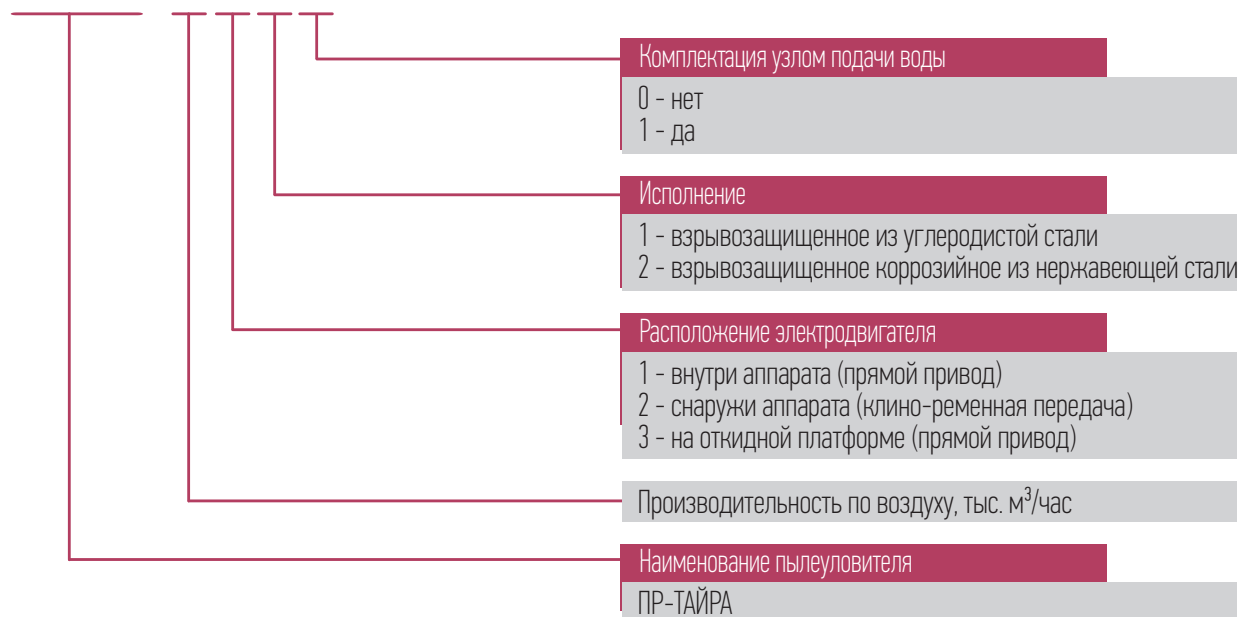 Комплектация узлом подачи воды
0 - нет
1 - да
Исполнение
1 - взрывозащищенное из углеродистой стали
2 - взрывозащищенное коррозийное из нержавеющей стали
Расположение электродвигателя
1 - внутри аппарата (прямой привод)
2 - снаружи аппарата (клино-ременная передача)
3 - на откидной платформе (прямой привод)
Производительность по воздуху, тыс. м³/час
Наименование пылеуловителя
ПР-ТАЙРА